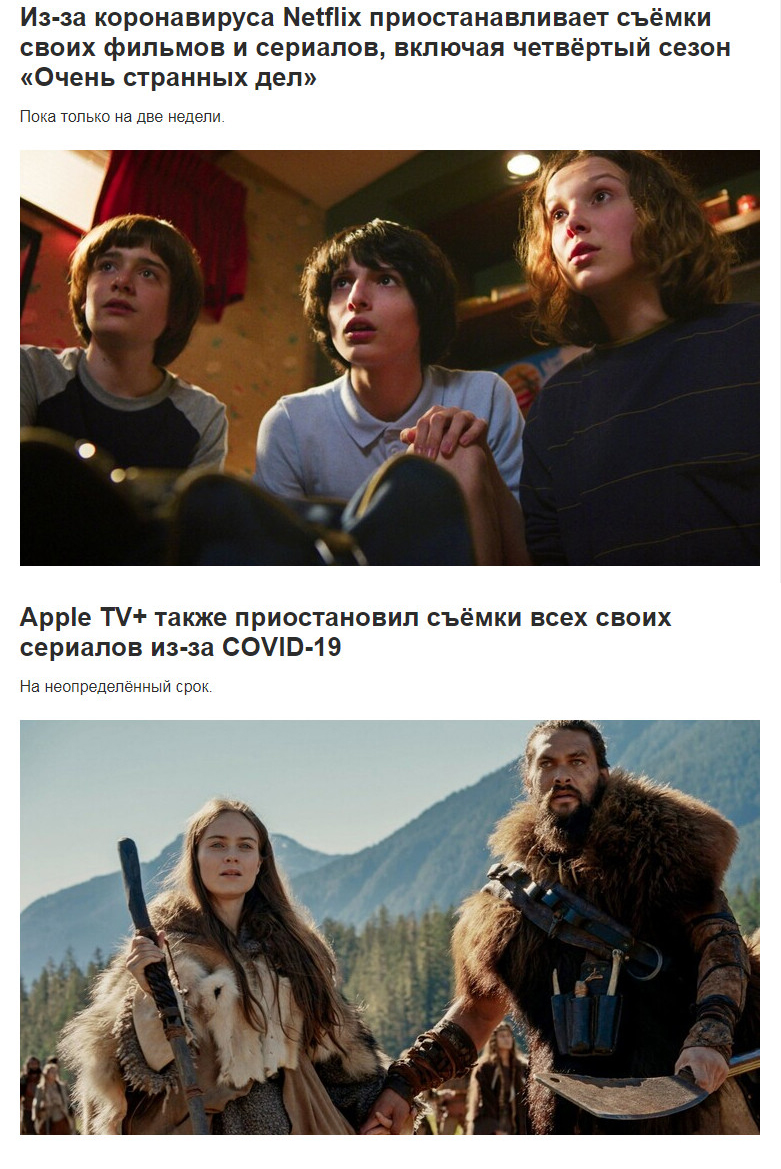 Из-за коронавируса Netflix приостанавливает съёмки
своих фильмов и сериалов, включая четвёртый сезон
«Очень странных дел»
Пока только на две недели.
Apple TV+ также приостановил съёмки всех своих
сериалов из-за COVID-19
На неопределённый срок.